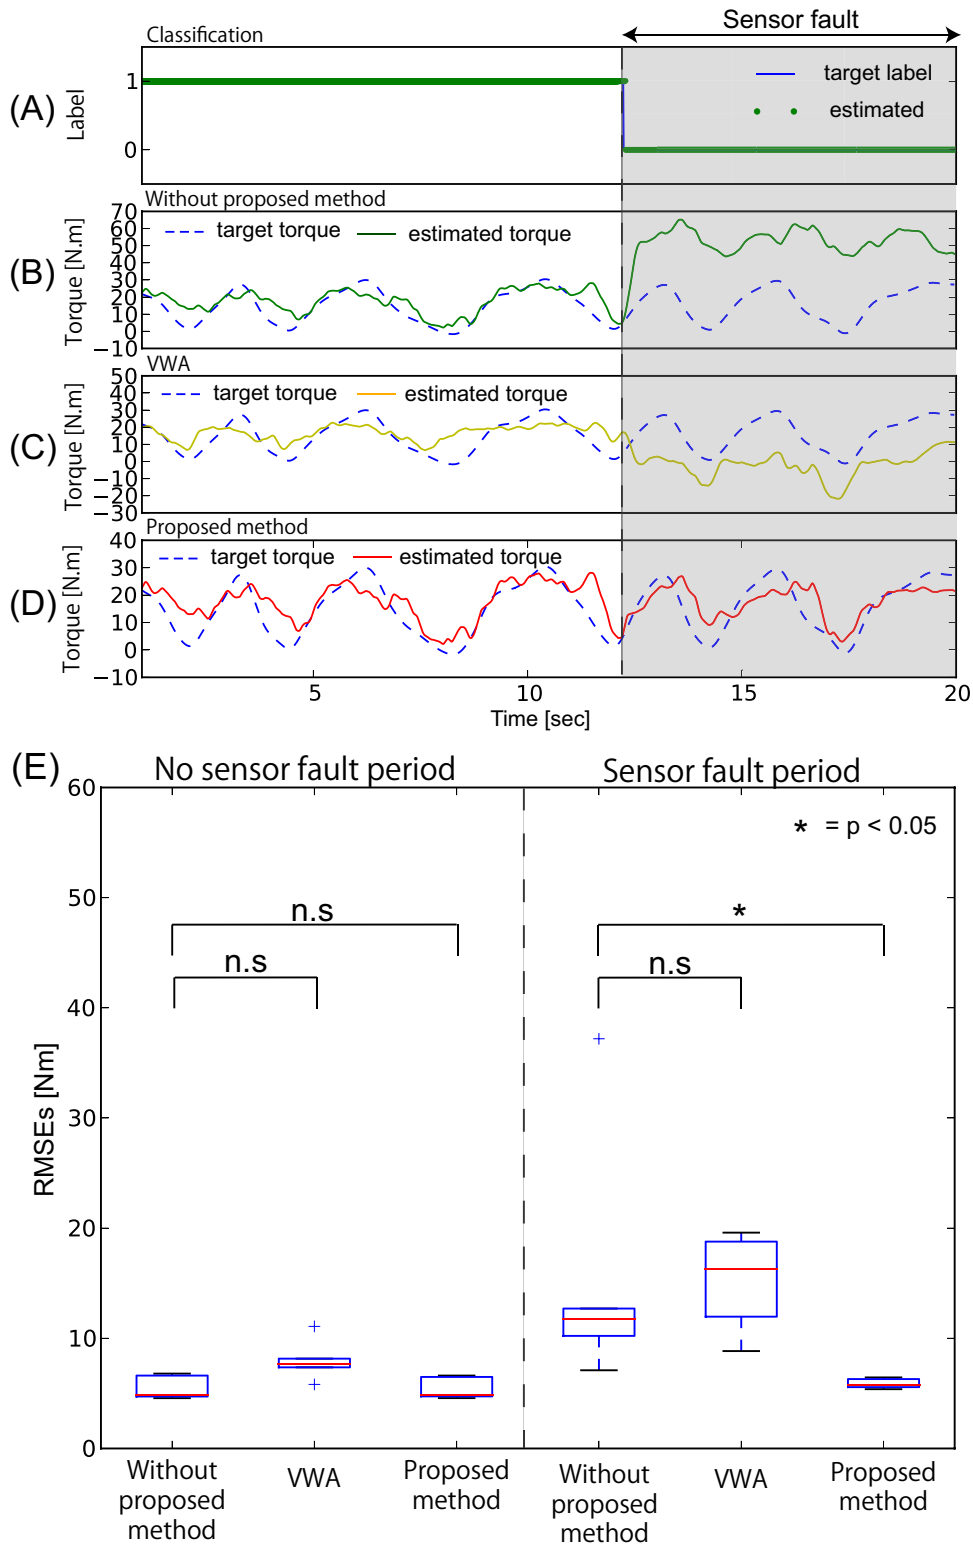 Sensor fault
Classification
(A)
Label
1
0
target label
estimated
Without proposed method
(B)
Torque [N.m]
70
60
50
40
30
20
10
0
−10
target torque
estimated torque
VWA
(C)
Torque [N.m]
50
40
30
20
10
0
−10
−20
−30
target torque
estimated torque
Proposed method
(D)
Torque [N.m]
40
30
20
10
0
−10
target torque
estimated torque
5
10
15
20
Time [sec]
(E)
No sensor fault period
Sensor fault period
* = p < 0.05
RMSEs [Nm]
60
50
40
30
20
10
0
n.s
n.s
*
n.s
Without
proposed
method
VWA
Proposed
method
Without
proposed
method
VWA
Proposed
method